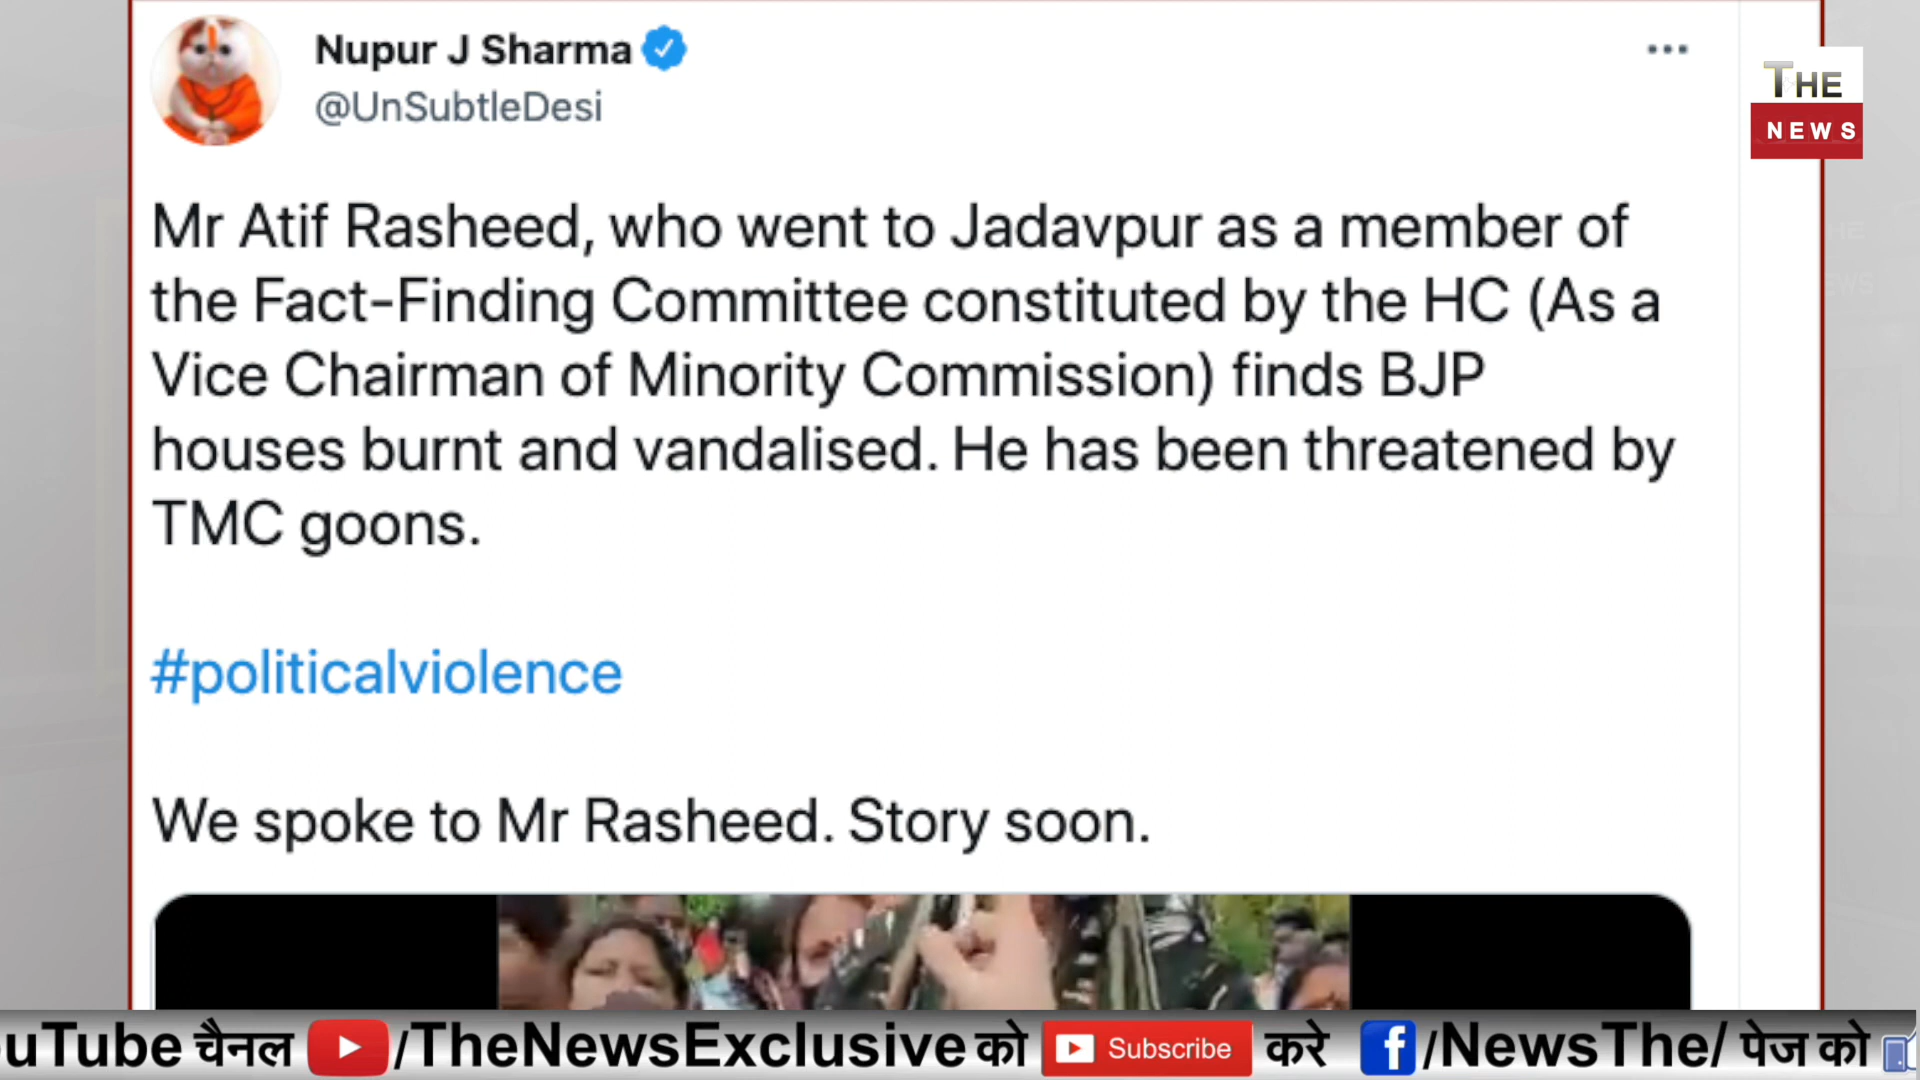 Nupur J Sharma
@UnSubtleDesi
THE
NEWS
Mr Atif Rasheed, who went to Jadavpur as a member of
the Fact-Finding Committee constituted by the HC (As a
Vice Chairman of Minority Commission) finds BJP
houses burnt and vandalised. He has been threatened by
TMC goons.
#politicalviolence
We spoke to Mr Rasheed. Story soon.
uTube चैनल /TheNewsExclusive को Subscribe करे f/NewsThe/ पेज को